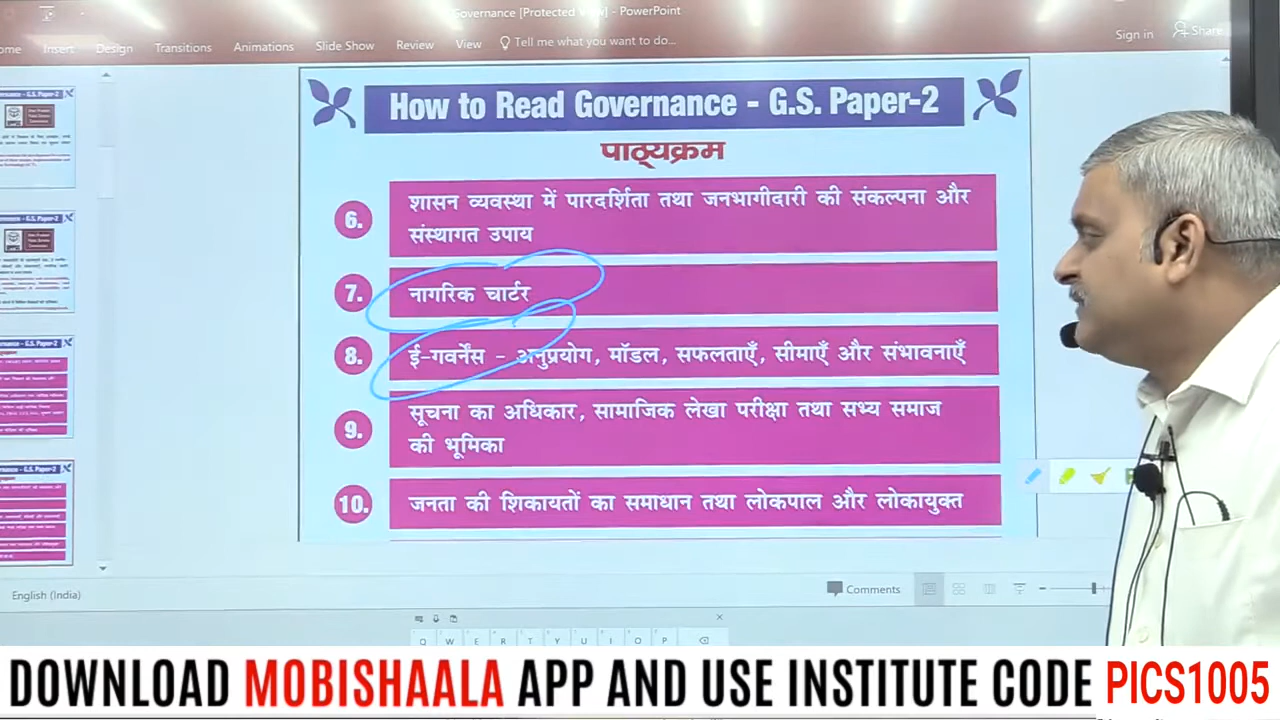 Governance [Protected View] - PowerPoint
ome Insert Design Transitions Animations Slide Show Review View Tell me what you want to do... Sign in Share
How to Read Governance - G.S. Paper-2
पाठ्यक्रम
6. शासन व्यवस्था में पारदर्शिता तथा जनभागीदारी की संकल्पना और
संस्थागत उपाय
7. नागरिक चार्टर
8. ई-गवर्नेंस - अनुप्रयोग, मॉडल, सफलताएँ, सीमाएँ और संभावनाएँ
9. सूचना का अधिकार, सामाजिक लेखा परीक्षा तथा सभ्य समाज
की भूमिका
10. जनता की शिकायतों का समाधान तथा लोकपाल और लोकायुक्त
English (India) Comments
Q W E R T Y U I O P
DOWNLOAD MOBISHAALA APP AND USE INSTITUTE CODE PICS1005